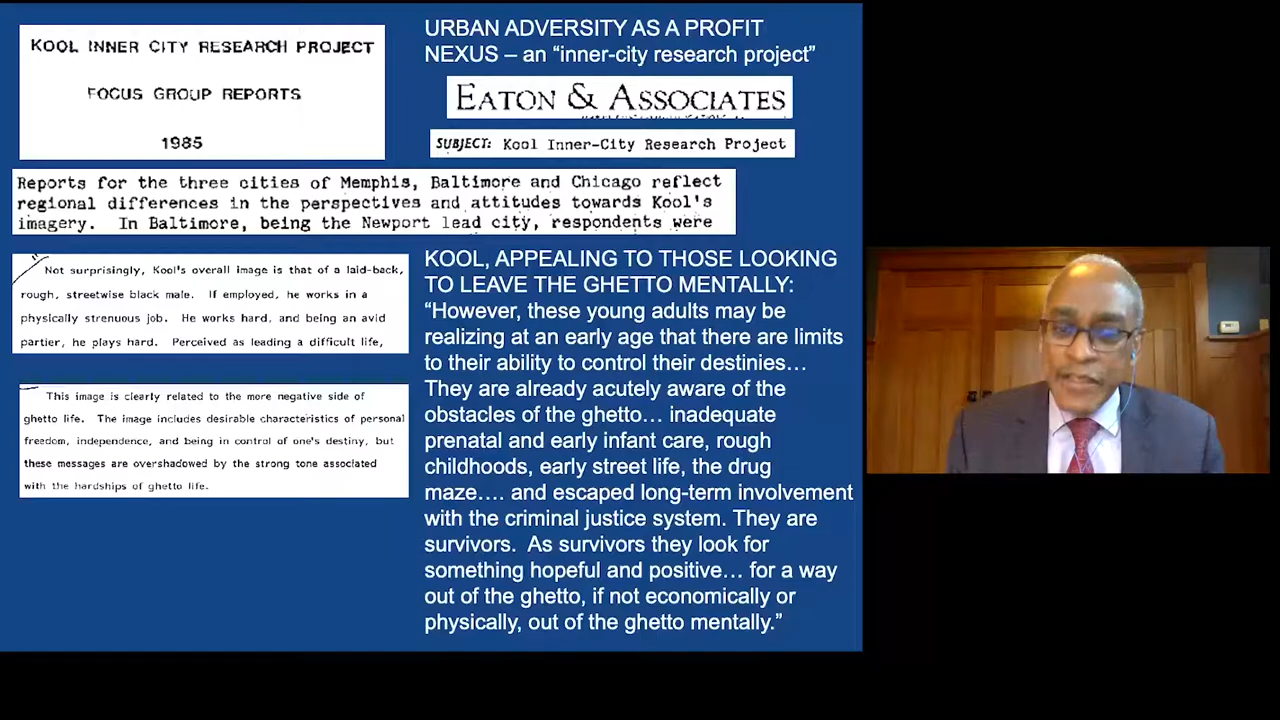 KOOL INNER CITY RESEARCH PROJECT
FOCUS GROUP REPORTS
1985
URBAN ADVERSITY AS A PROFIT
NEXUS – an “inner-city research project”
EATON & ASSOCIATES
SUBJECT: Kool Inner-City Research Project
Reports for the three cities of Memphis, Baltimore and Chicago reflect
regional differences in the perspectives and attitudes towards Kool's
imagery. In Baltimore, being the Newport lead city, respondents were
Not surprisingly, Kool's overall image is that of a laid-back,
rough, streetwise black male. If employed, he works in a
physically strenuous job. He works hard, and being an avid
partier, he plays hard. Perceived as leading a difficult life,
This image is clearly related to the more negative side of
ghetto life. The image includes desirable characteristics of personal
freedom, independence, and being in control of one's destiny, but
these messages are overshadowed by the strong tone associated
with the hardships of ghetto life.
KOOL, APPEALING TO THOSE LOOKING
TO LEAVE THE GHETTO MENTALLY:
“However, these young adults may be
realizing at an early age that there are limits
to their ability to control their destinies…
They are already acutely aware of the
obstacles of the ghetto… inadequate
prenatal and early infant care, rough
childhoods, early street life, the drug
maze…. and escaped long-term involvement
with the criminal justice system. They are
survivors.  As survivors they look for
something hopeful and positive… for a way
out of the ghetto, if not economically or
physically, out of the ghetto mentally.”